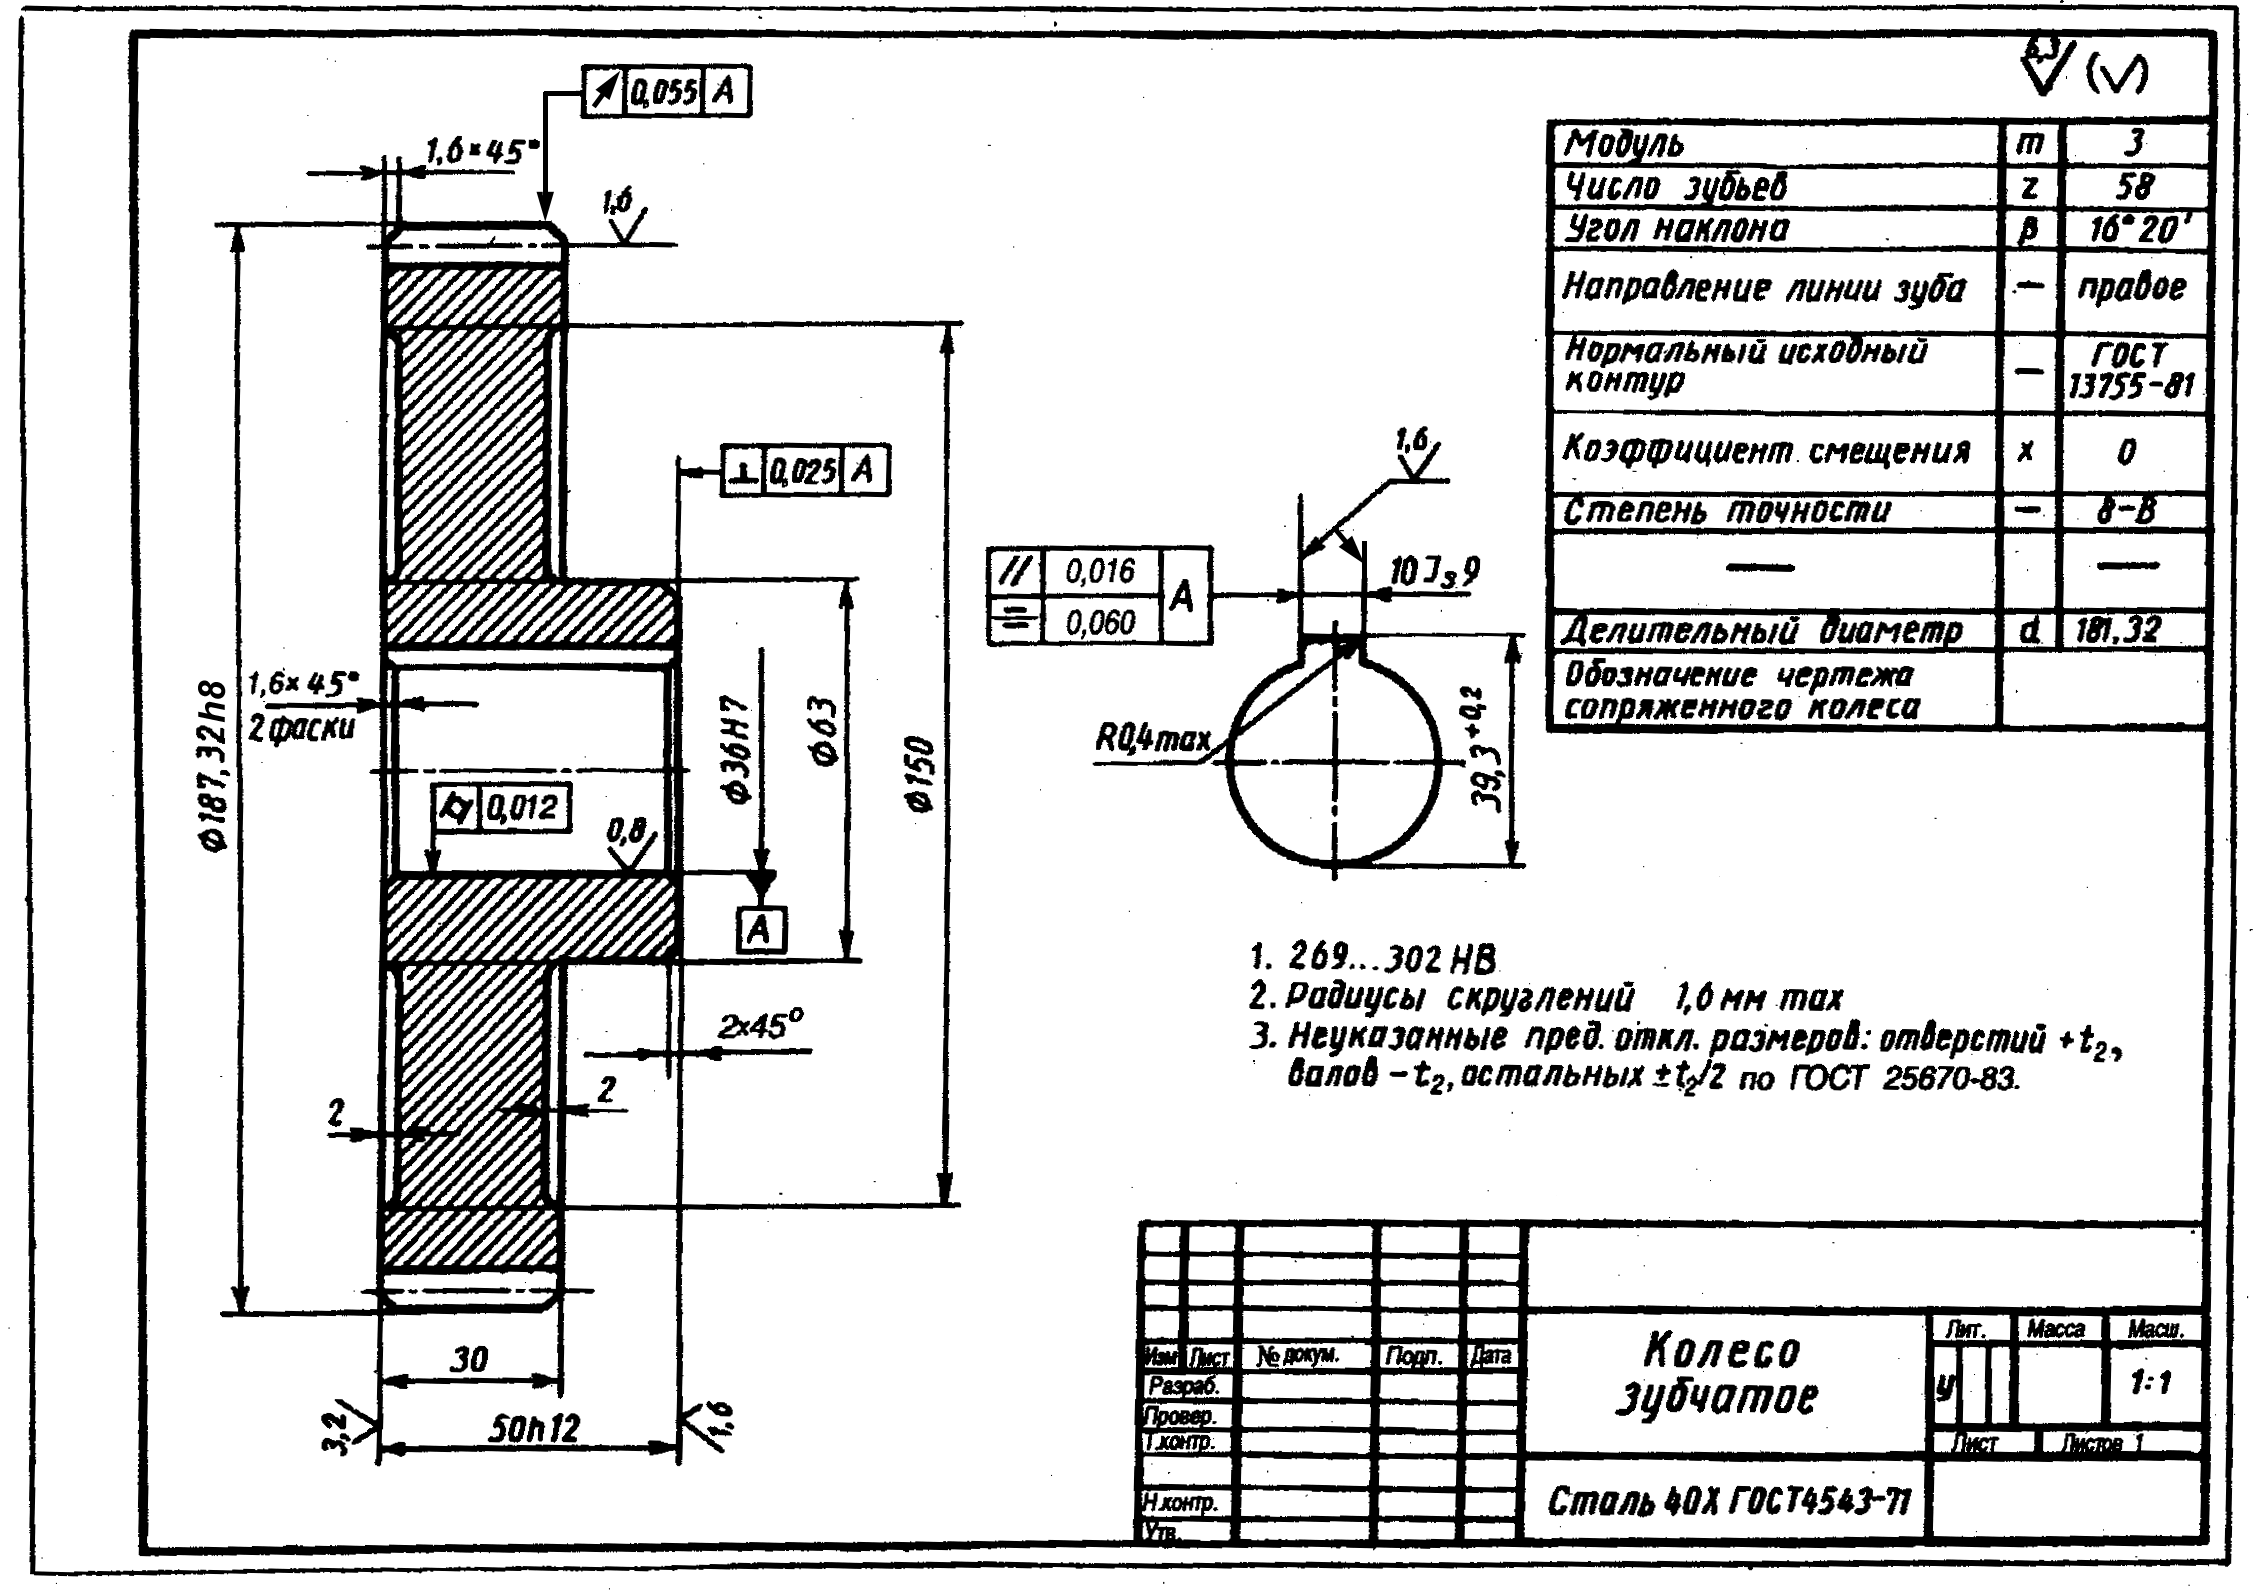 6,3 (√)
0,055 A
1,6×45°
1,6
Модуль m 3
Число зубьев z 58
Угол наклона β 16°20′
Направление линии зуба — правое
Нормальный исходный
контур — ГОСТ
13755-81
Коэффициент смещения x 0
Степень точности — 8-В
— —
Делительный диаметр d 181,32
Обозначение чертежа
сопряженного колеса
⊥ 0,025 A
1,6
// 0,016
0,060
A
10 Js9
R0,4max
39,3+0,2
Ф187,32h8
1,6×45°
2 фаски
0,012
0,8
Ф36H7
Ф63
Ф150
A
2×45°
2
2
30
50h12
3,2
1,6
1. 269...302 НВ
2. Радиусы скруглений 1,6 мм max
3. Неуказанные пред. откл. размеров: отверстий +t2,
валов -t2, остальных ±t2/2 по ГОСТ 25670-83.
Изм Лист № докум. Подп. Дата
Разраб.
Провер.
Т.контр.
Н.контр.
Утв.
Колесо
зубчатое
Лит. Масса Масш.
у 1:1
Лист Листов 1
Сталь 40Х ГОСТ4543-71